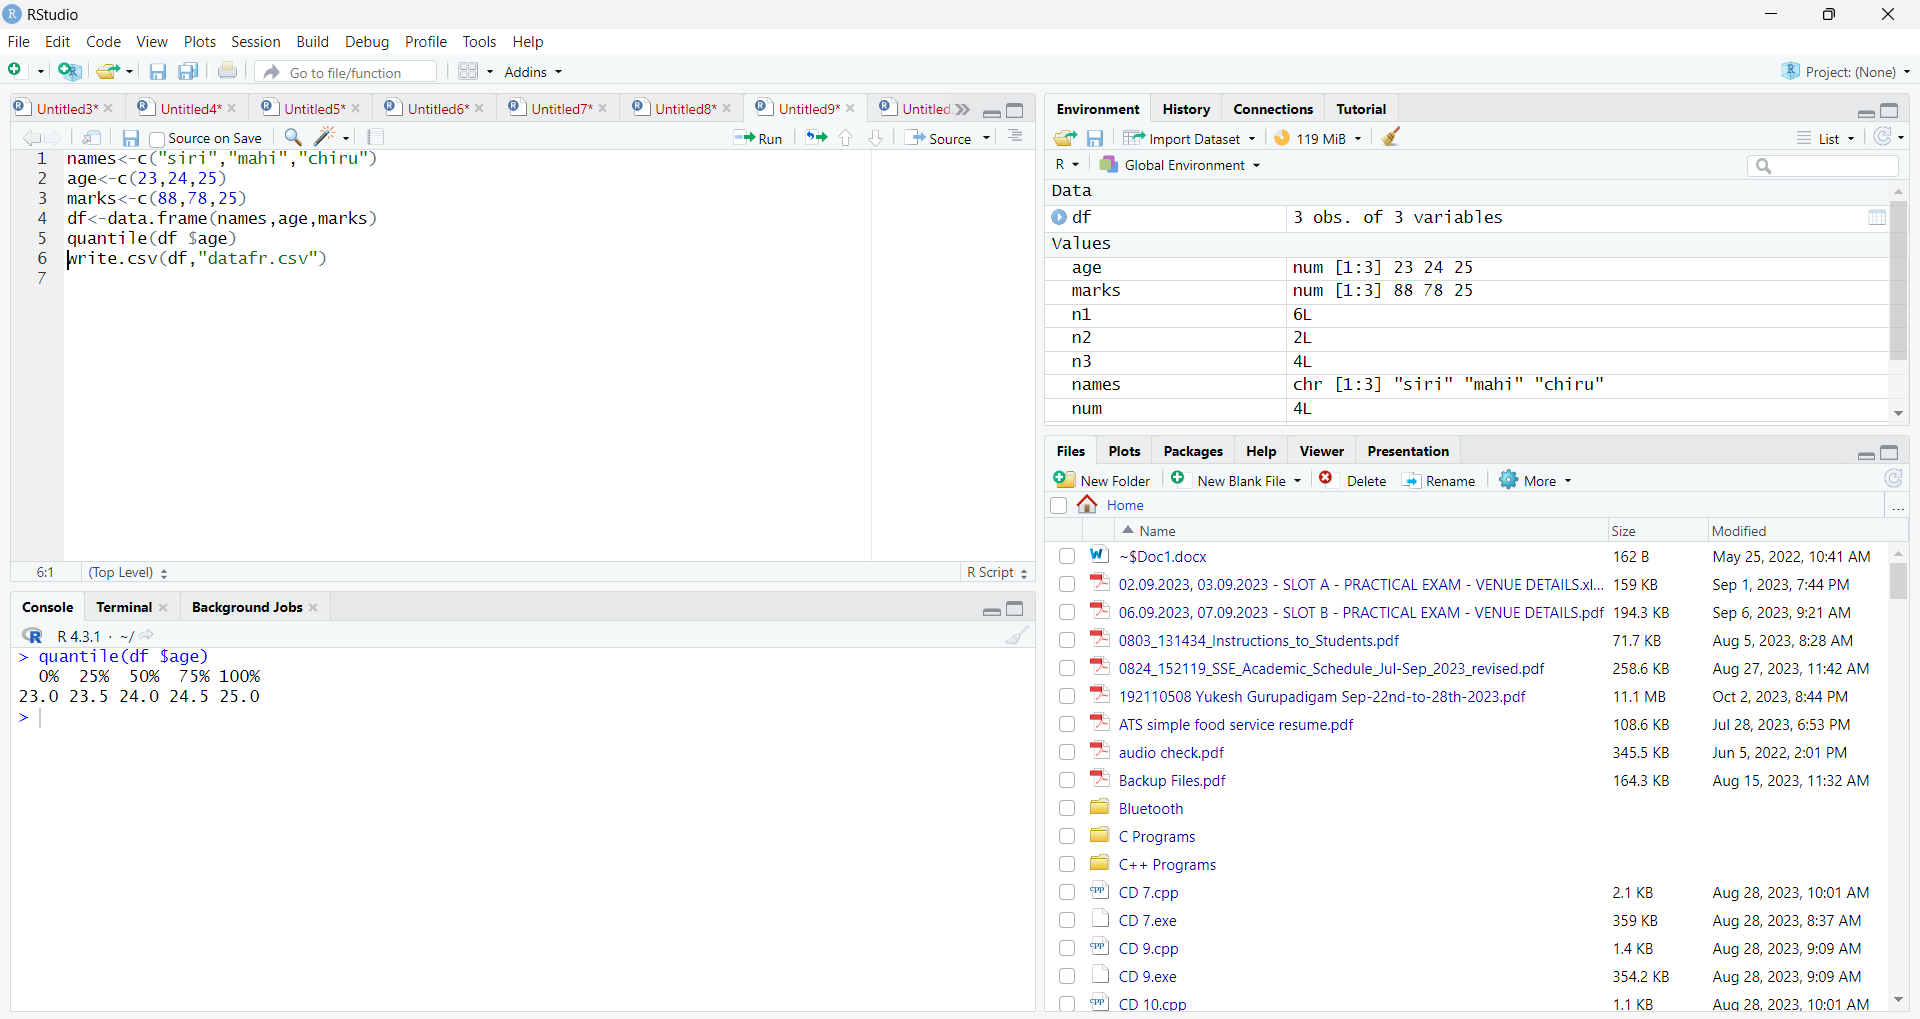 RStudio
File Edit Code View Plots Session Build Debug Profile Tools Help
Go to file/function Addins Project: (None)
Untitled3* Untitled4* Untitled5* Untitled6* Untitled7* Untitled8* Untitled9* Untitled
Source on Save Run Source
1 names<-c("siri","mahi","chiru")
2 age<-c(23,24,25)
3 marks<-c(88,78,25)
4 df<-data.frame(names,age,marks)
5 quantile(df $age)
6 write.csv(df,"datafr.csv")
7
6:1 (Top Level) R Script
Console Terminal Background Jobs
R 4.3.1 · ~/
> quantile(df $age)
0% 25% 50% 75% 100%
23.0 23.5 24.0 24.5 25.0
>
Environment History Connections Tutorial
Import Dataset 119 MiB List
R Global Environment
Data
df 3 obs. of 3 variables
Values
age num [1:3] 23 24 25
marks num [1:3] 88 78 25
n1 6L
n2 2L
n3 4L
names chr [1:3] "siri" "mahi" "chiru"
num 4L
Files Plots Packages Help Viewer Presentation
New Folder New Blank File Delete Rename More
Home ...
Name Size Modified
~$Doc1.docx 162 B May 25, 2022, 10:41 AM
02.09.2023, 03.09.2023 - SLOT A - PRACTICAL EXAM - VENUE DETAILS.xl... 159 KB Sep 1, 2023, 7:44 PM
06.09.2023, 07.09.2023 - SLOT B - PRACTICAL EXAM - VENUE DETAILS.pdf 194.3 KB Sep 6, 2023, 9:21 AM
0803_131434_Instructions_to_Students.pdf 71.7 KB Aug 5, 2023, 8:28 AM
0824_152119_SSE_Academic_Schedule_Jul-Sep_2023_revised.pdf 258.6 KB Aug 27, 2023, 11:42 AM
192110508 Yukesh Gurupadigam Sep-22nd-to-28th-2023.pdf 11.1 MB Oct 2, 2023, 8:44 PM
ATS simple food service resume.pdf 108.6 KB Jul 28, 2023, 6:53 PM
audio check.pdf 345.5 KB Jun 5, 2022, 2:01 PM
Backup Files.pdf 164.3 KB Aug 15, 2023, 11:32 AM
Bluetooth
C Programs
C++ Programs
CD 7.cpp 2.1 KB Aug 28, 2023, 10:01 AM
CD 7.exe 359 KB Aug 28, 2023, 8:37 AM
CD 9.cpp 1.4 KB Aug 28, 2023, 9:09 AM
CD 9.exe 354.2 KB Aug 28, 2023, 9:09 AM
CD 10.cpp 1.1 KB Aug 28, 2023, 10:01 AM